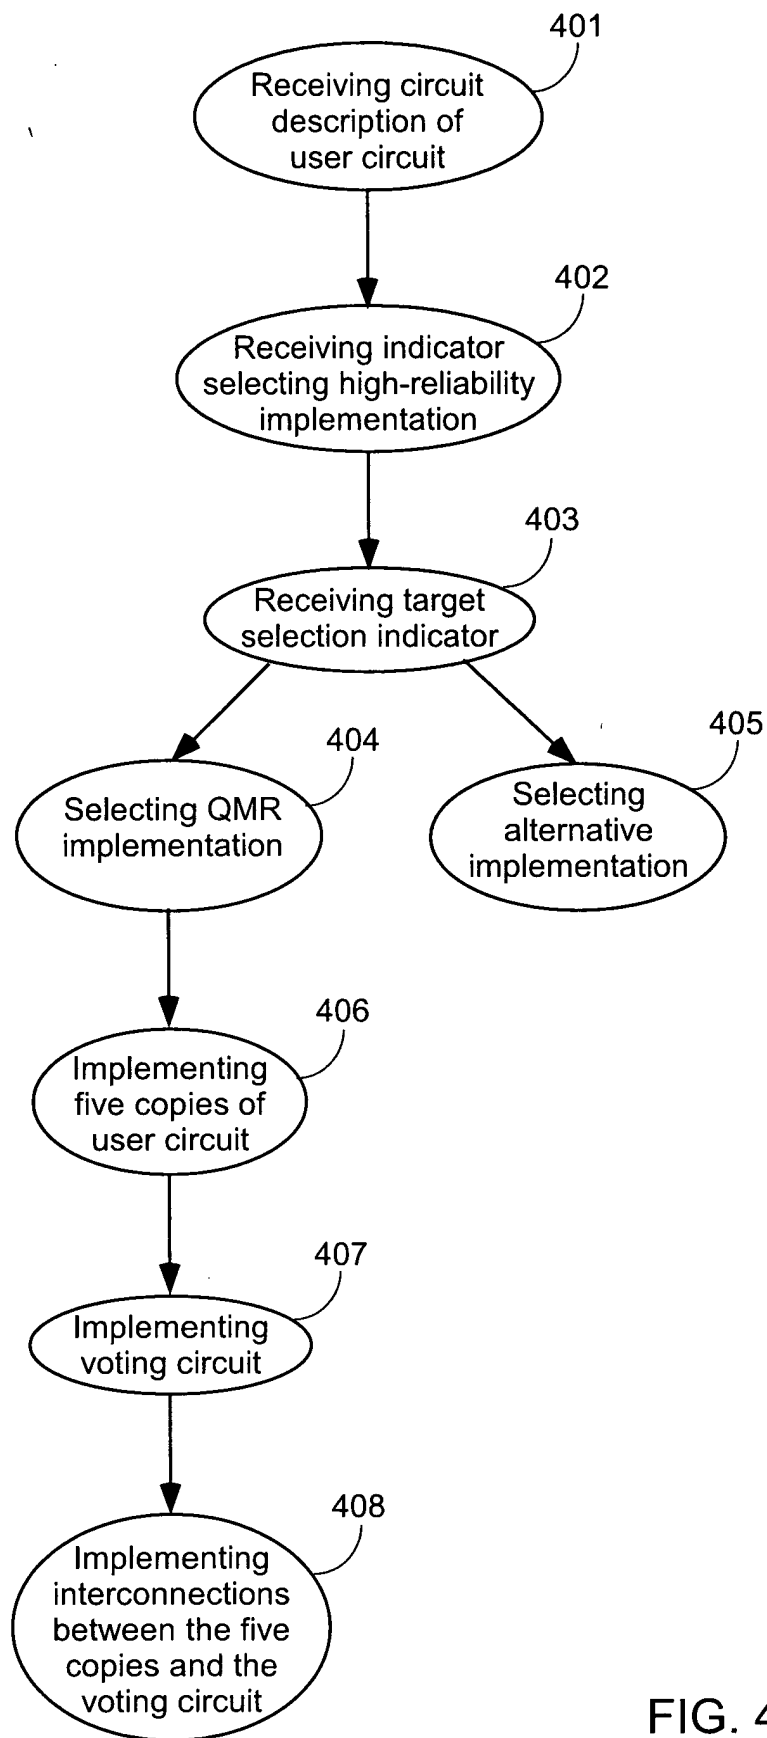 401
Receiving circuit
description of
user circuit
402
Receiving indicator
selecting high-reliability
implementation
403
Receiving target
selection indicator
404
Selecting QMR
implementation
405
Selecting
alternative
implementation
406
Implementing
five copies of
user circuit
407
Implementing
voting circuit
408
Implementing
interconnections
between the five
copies and the
voting circuit
FIG. 4